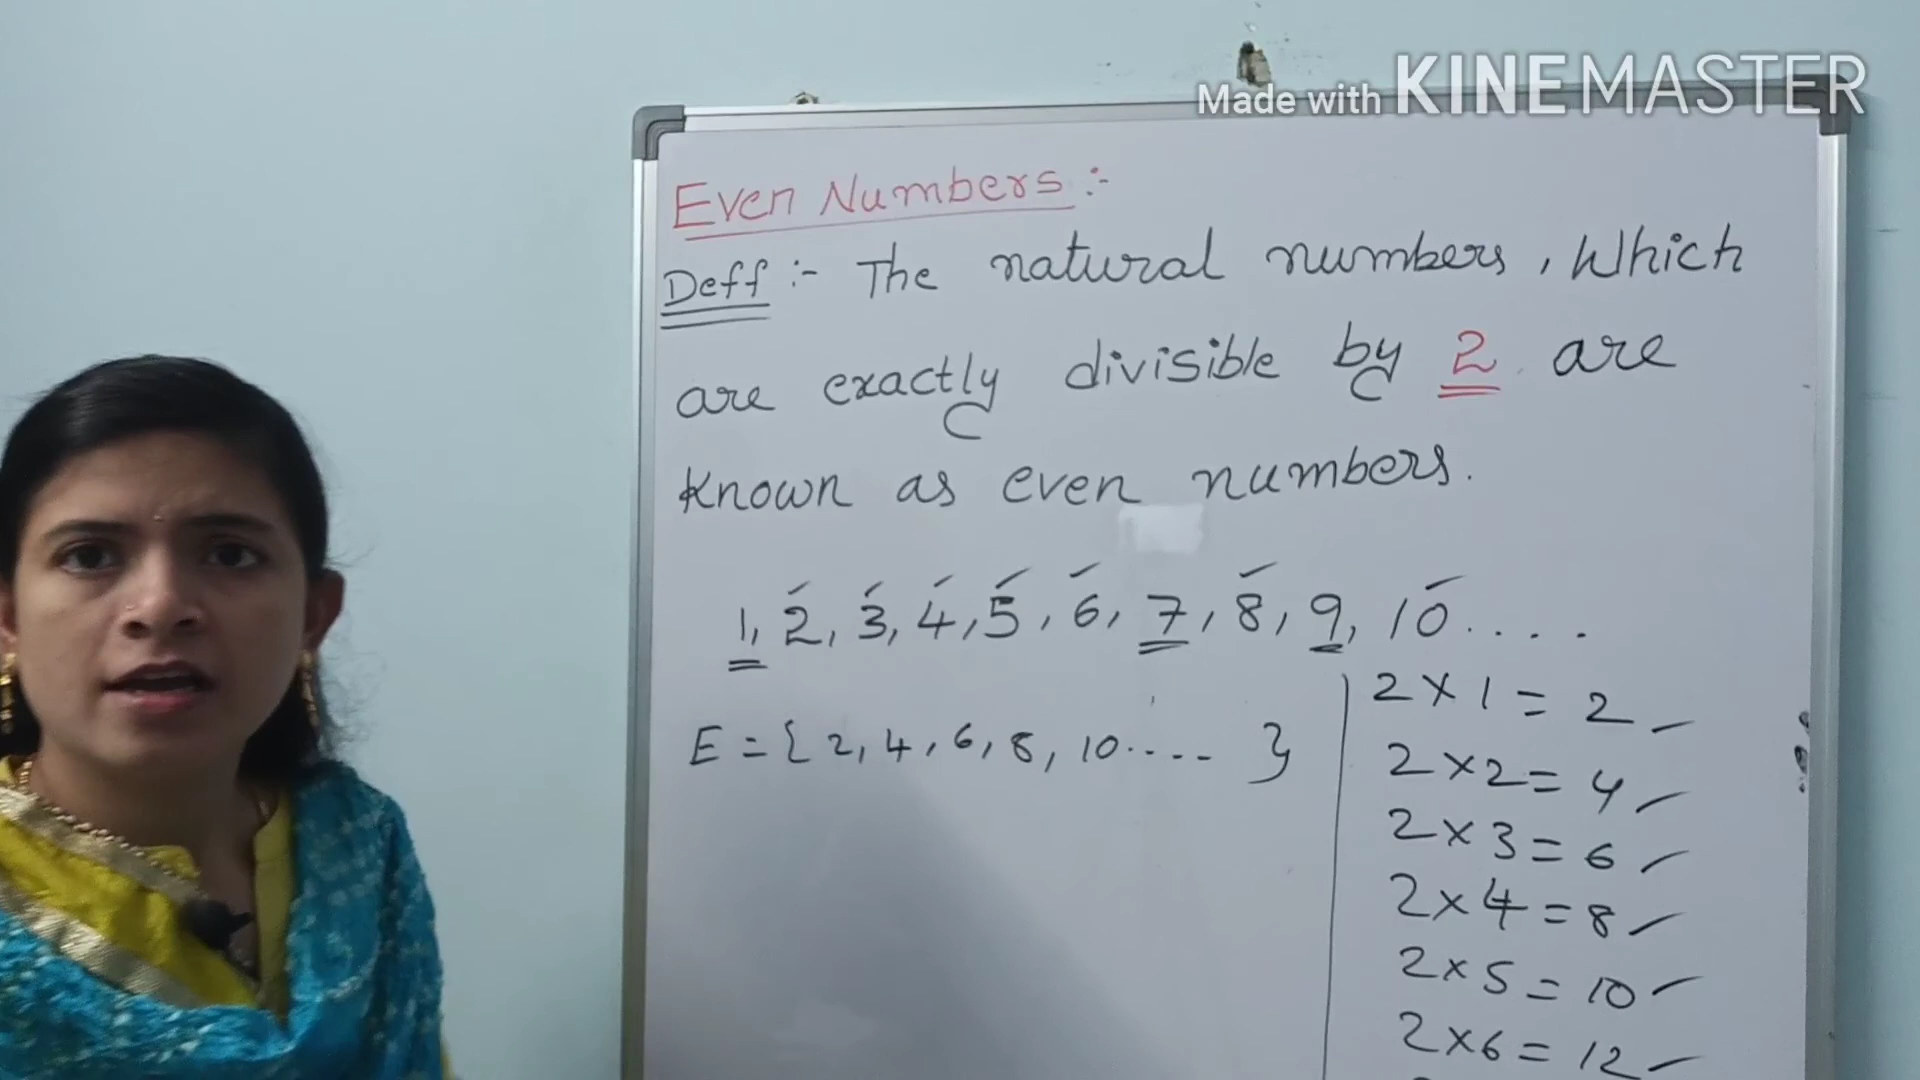 Made with KINEMASTER
Even Numbers :-
Deff :- The natural numbers, Which
are exactly divisible by 2 are
known as even numbers.
1, 2, 3, 4, 5, 6, 7, 8, 9, 10....
E = { 2, 4, 6, 8, 10..... }
2 × 1 = 2
2 × 2 = 4
2 × 3 = 6
2 × 4 = 8
2 × 5 = 10
2 × 6 = 12